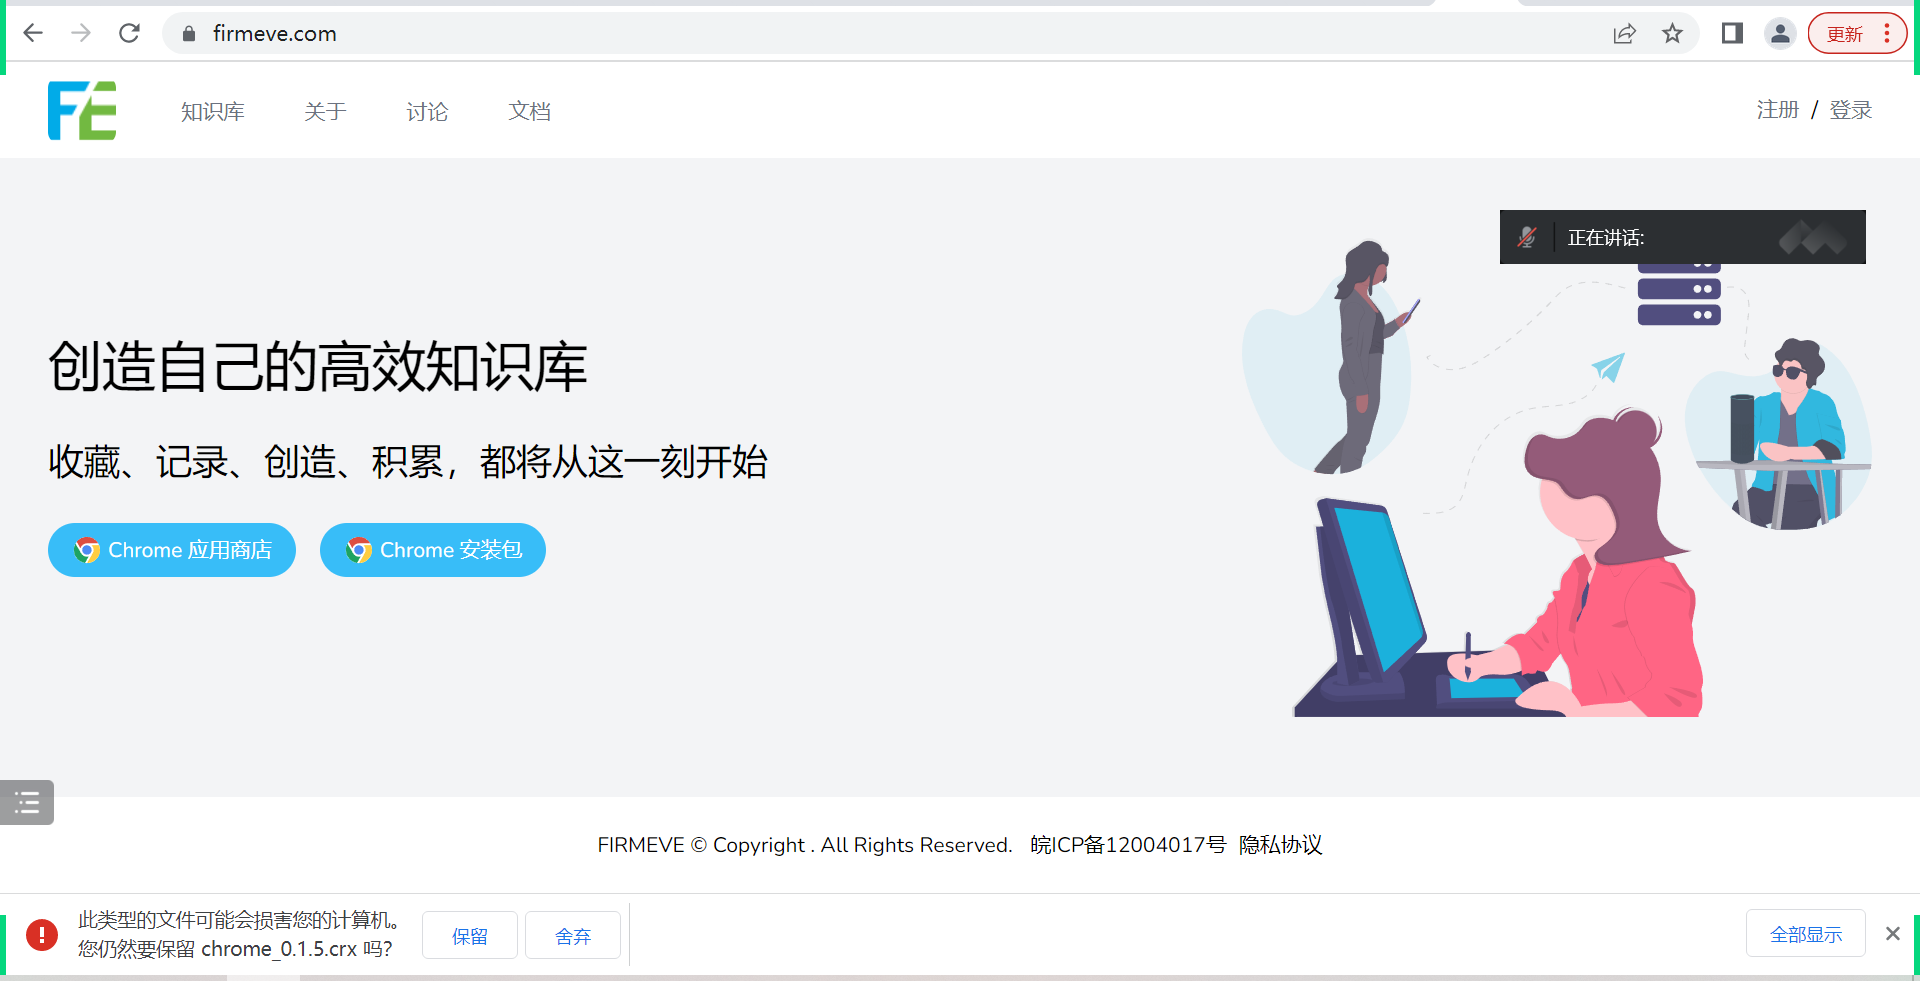 firmeve.com
更新
FE
知识库
关于
讨论
文档
注册 / 登录
正在讲话:
创造自己的高效知识库
收藏、记录、创造、积累，都将从这一刻开始
Chrome 应用商店
Chrome 安装包
FIRMEVE © Copyright . All Rights Reserved. 皖ICP备12004017号 隐私协议
此类型的文件可能会损害您的计算机。
您仍然要保留 chrome_0.1.5.crx 吗?
保留
舍弃
全部显示